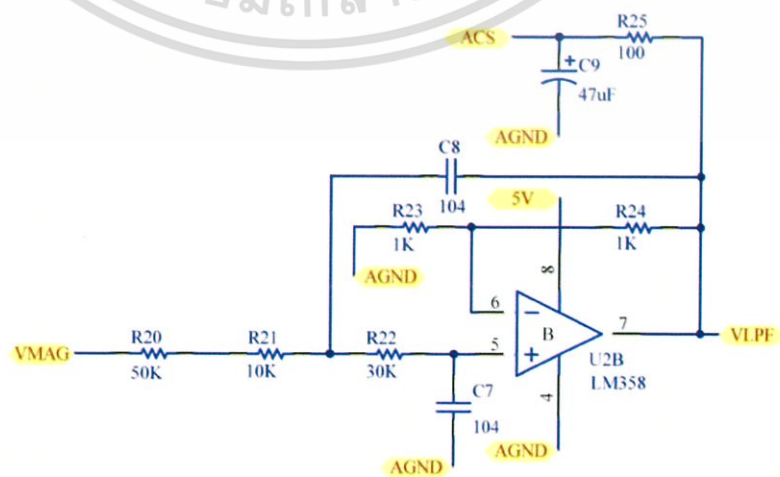 ACS
R25
100
C9
47uF
AGND
C8
104
5V
R23
1K
R24
1K
AGND
8
6
B
7
VLPF
VMAG
R20
50K
R21
10K
R22
30K
5
U2B
LM358
C7
104
4
AGND
AGND